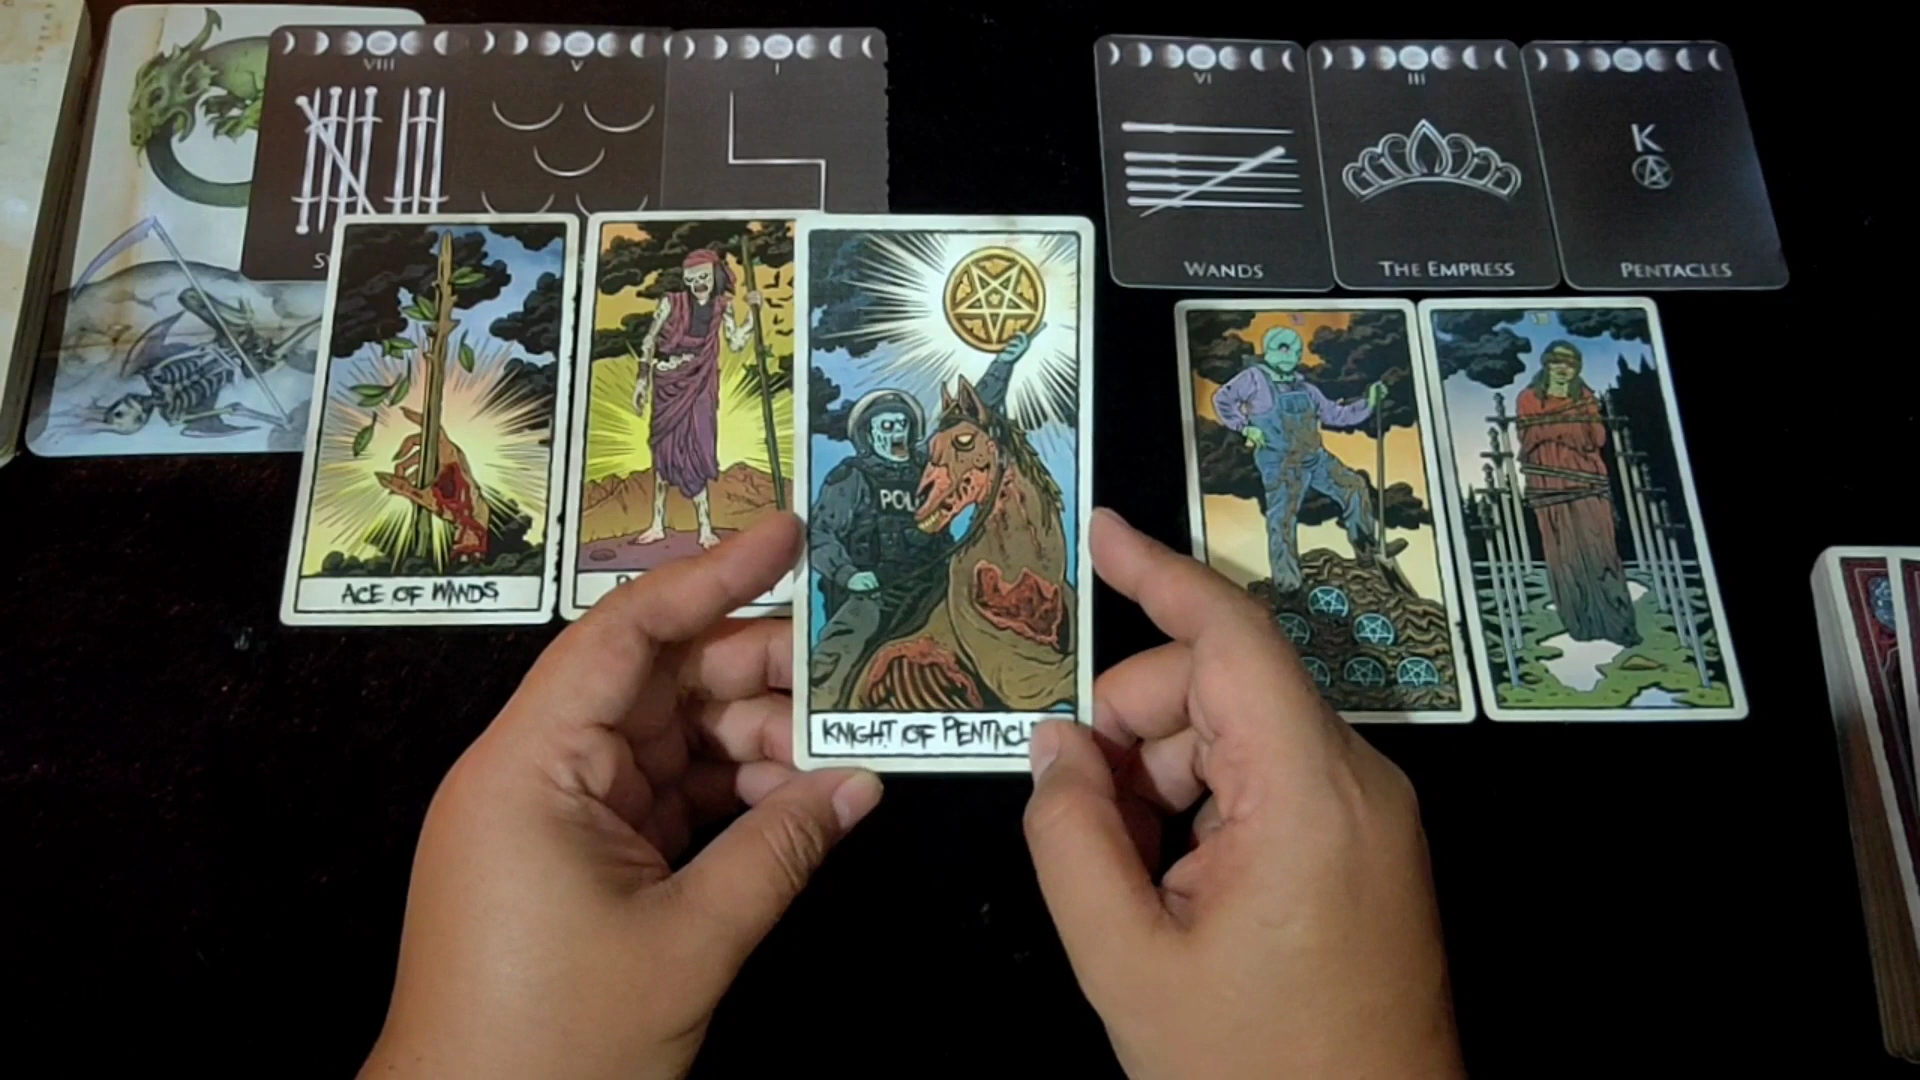 VIII
V
I
VI
WANDS
III
THE EMPRESS
K
PENTACLES
ACE OF WANDS
POL
KNIGHT OF PENTACL